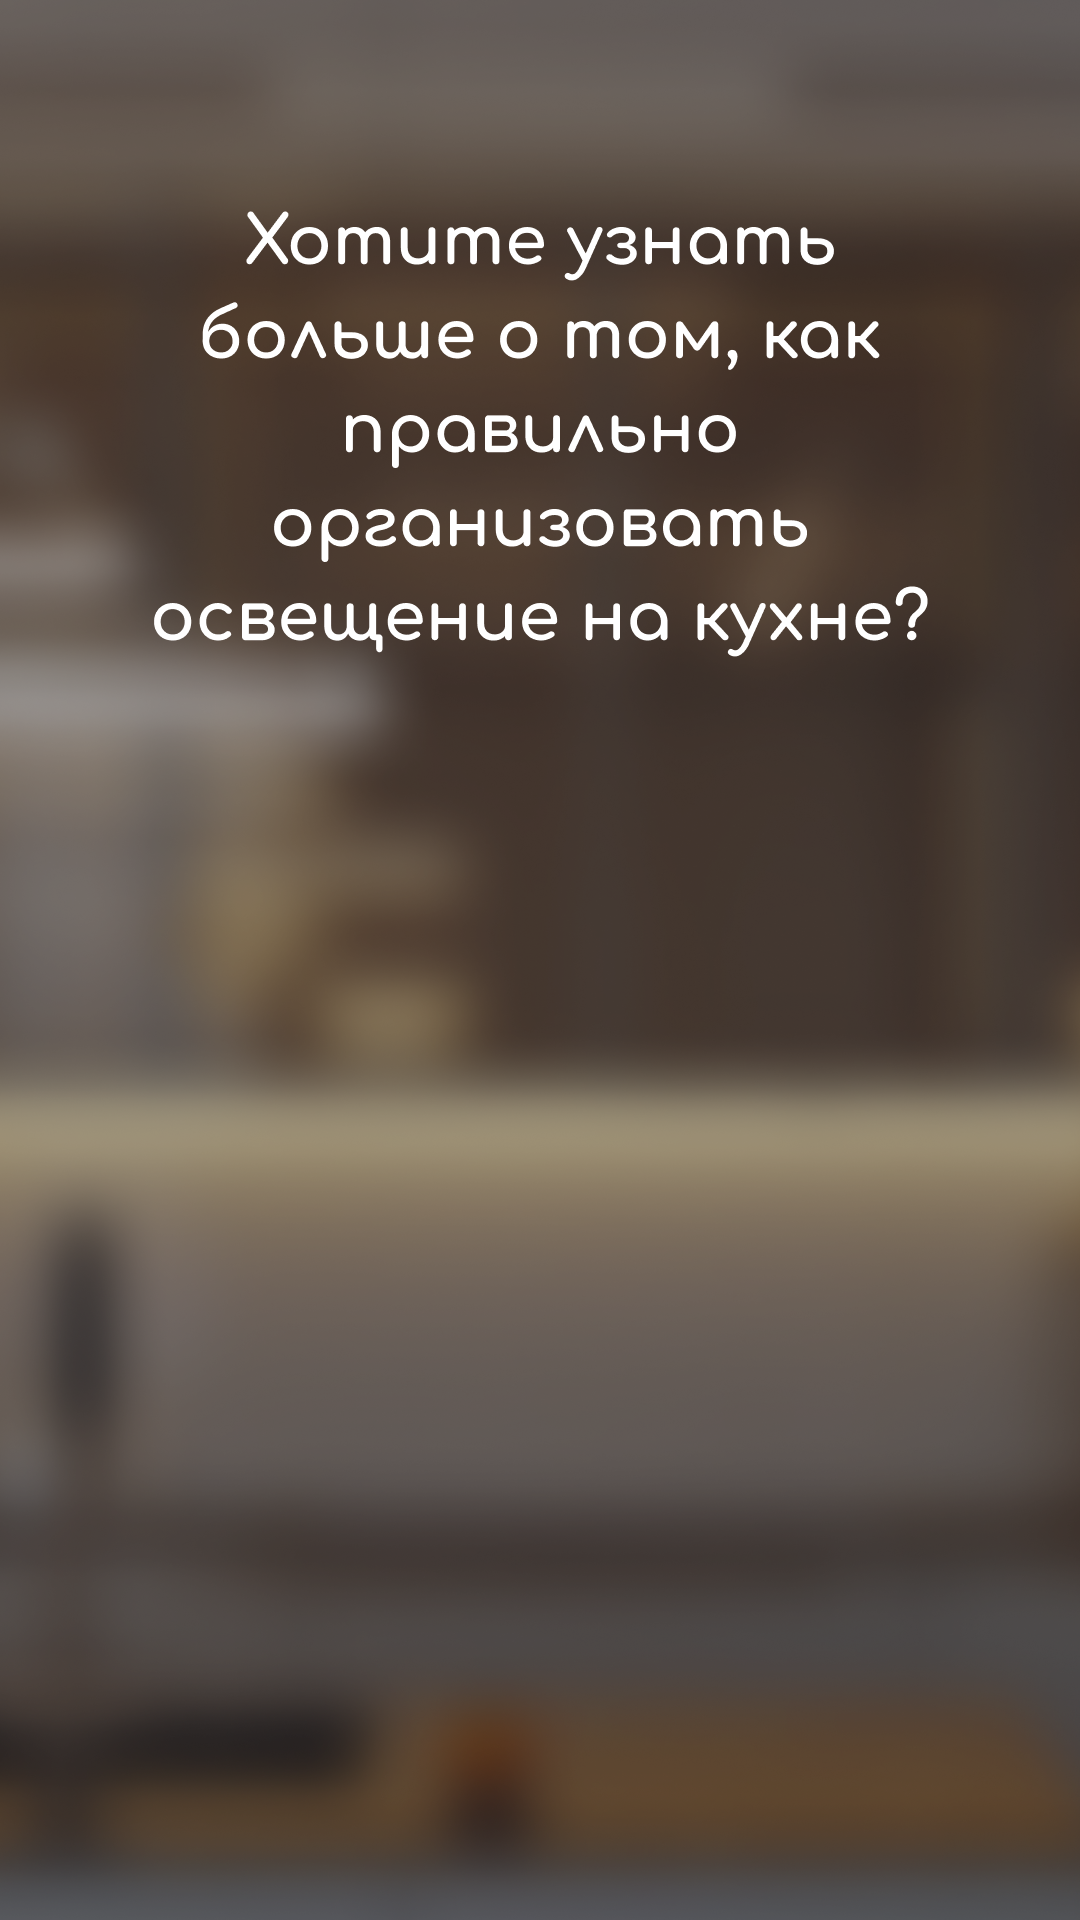 Хотите узнать
больше о том, как
правильно
организовать
освещение на кухне?